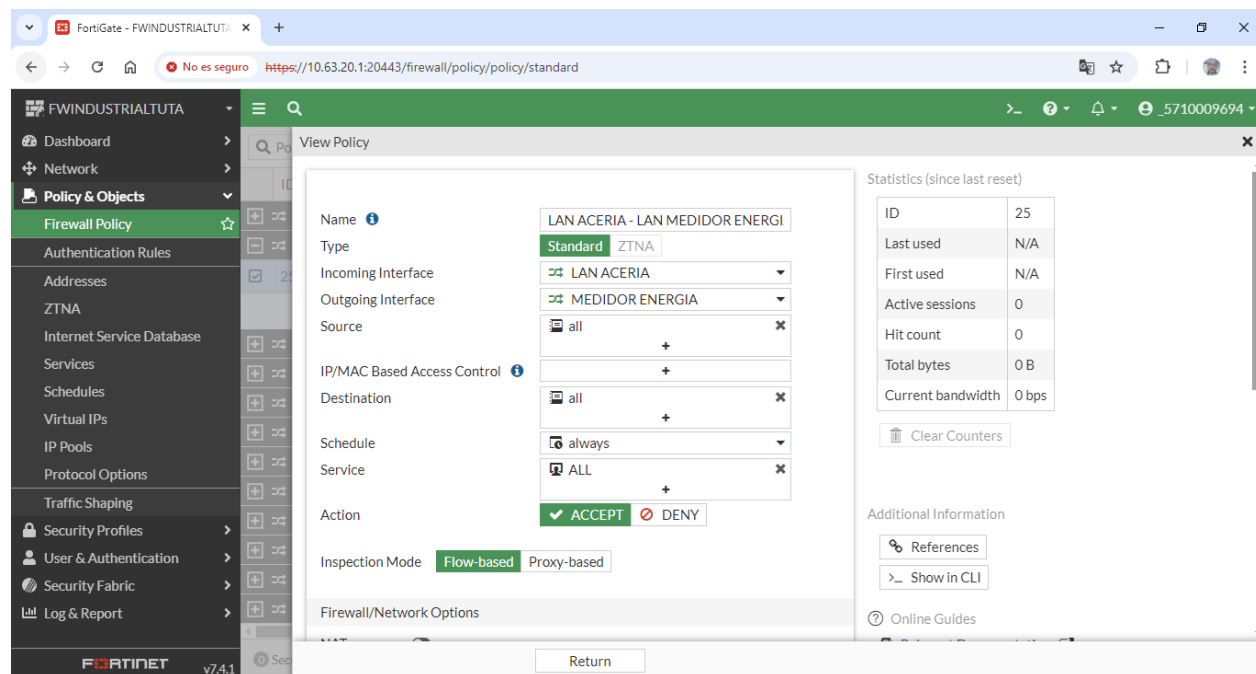 FortiGate - FWINDUSTRIALTUTA
No es seguro https://10.63.20.1:20443/firewall/policy/policy/standard
FWINDUSTRIALTUTA
>_ _5710009694
Dashboard
Network
Policy & Objects
Firewall Policy
Authentication Rules
Addresses
ZTNA
Internet Service Database
Services
Schedules
Virtual IPs
IP Pools
Protocol Options
Traffic Shaping
Security Profiles
User & Authentication
Security Fabric
Log & Report
FORTINET v7.4.1
View Policy
Name LAN ACERIA - LAN MEDIDOR ENERGI
Type Standard ZTNA
Incoming Interface LAN ACERIA
Outgoing Interface MEDIDOR ENERGIA
Source all
+
IP/MAC Based Access Control +
Destination all
+
Schedule always
Service ALL
+
Action ACCEPT DENY
Inspection Mode Flow-based Proxy-based
Firewall/Network Options
Return
Statistics (since last reset)
ID 25
Last used N/A
First used N/A
Active sessions 0
Hit count 0
Total bytes 0 B
Current bandwidth 0 bps
Clear Counters
Additional Information
References
>_ Show in CLI
Online Guides